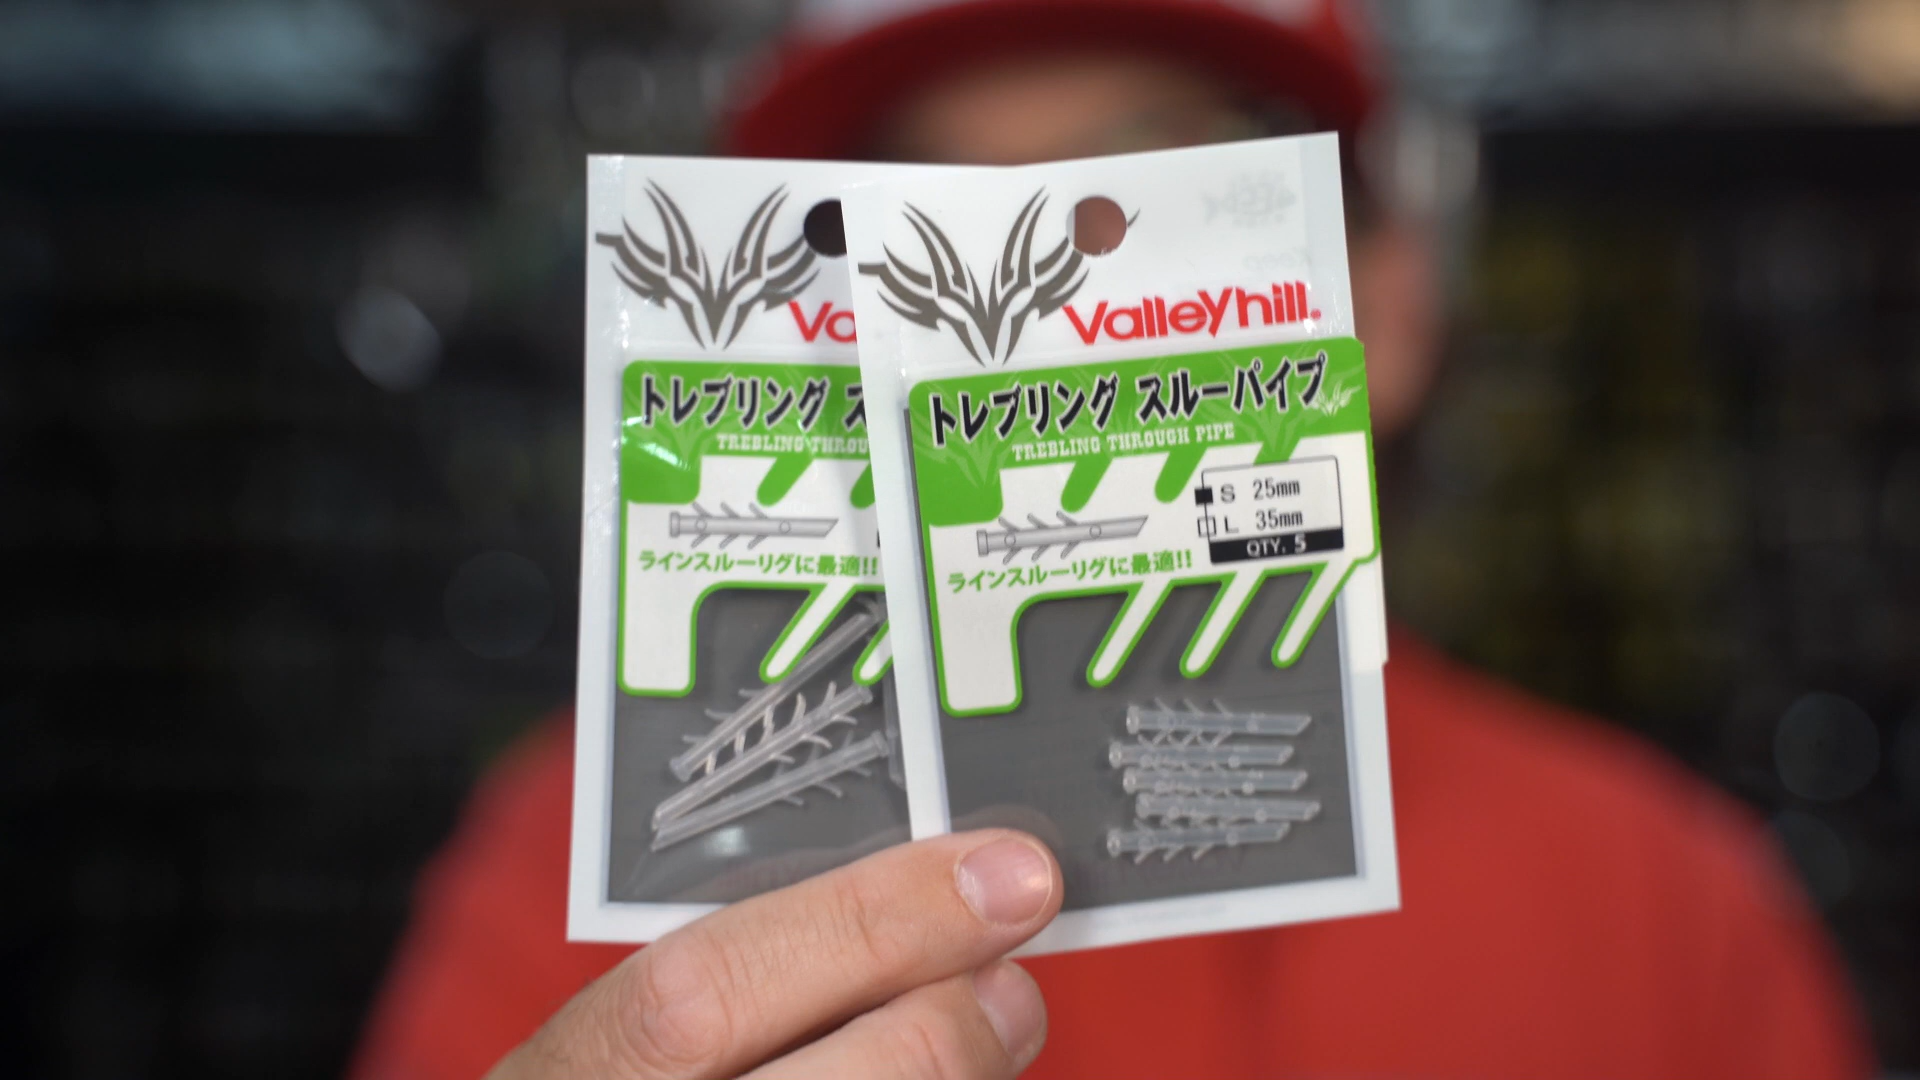 Va
トレブリング ス
TREBLING THROU
ラインスルーリグに最適!!
Valleyhill.
トレブリング スルーパイプ
TREBLING THROUGH PIPE
S 25mm
L 35mm
QTY. 5
ラインスルーリグに最適!!